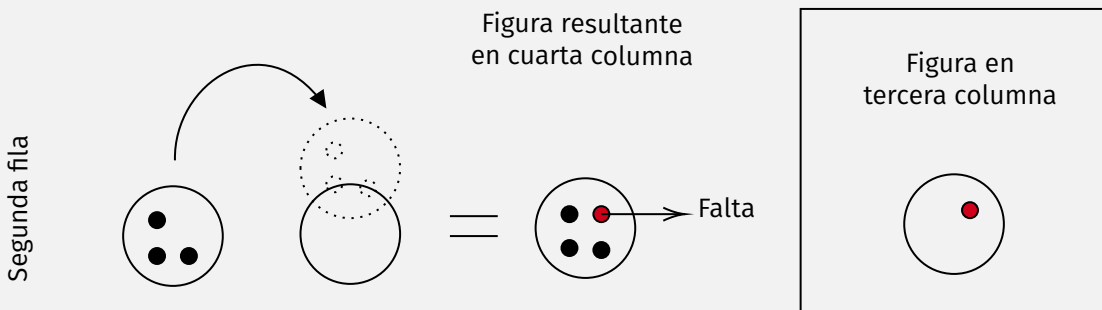 Figura resultante
en cuarta columna
Figura en
tercera columna
Segunda fila
Falta